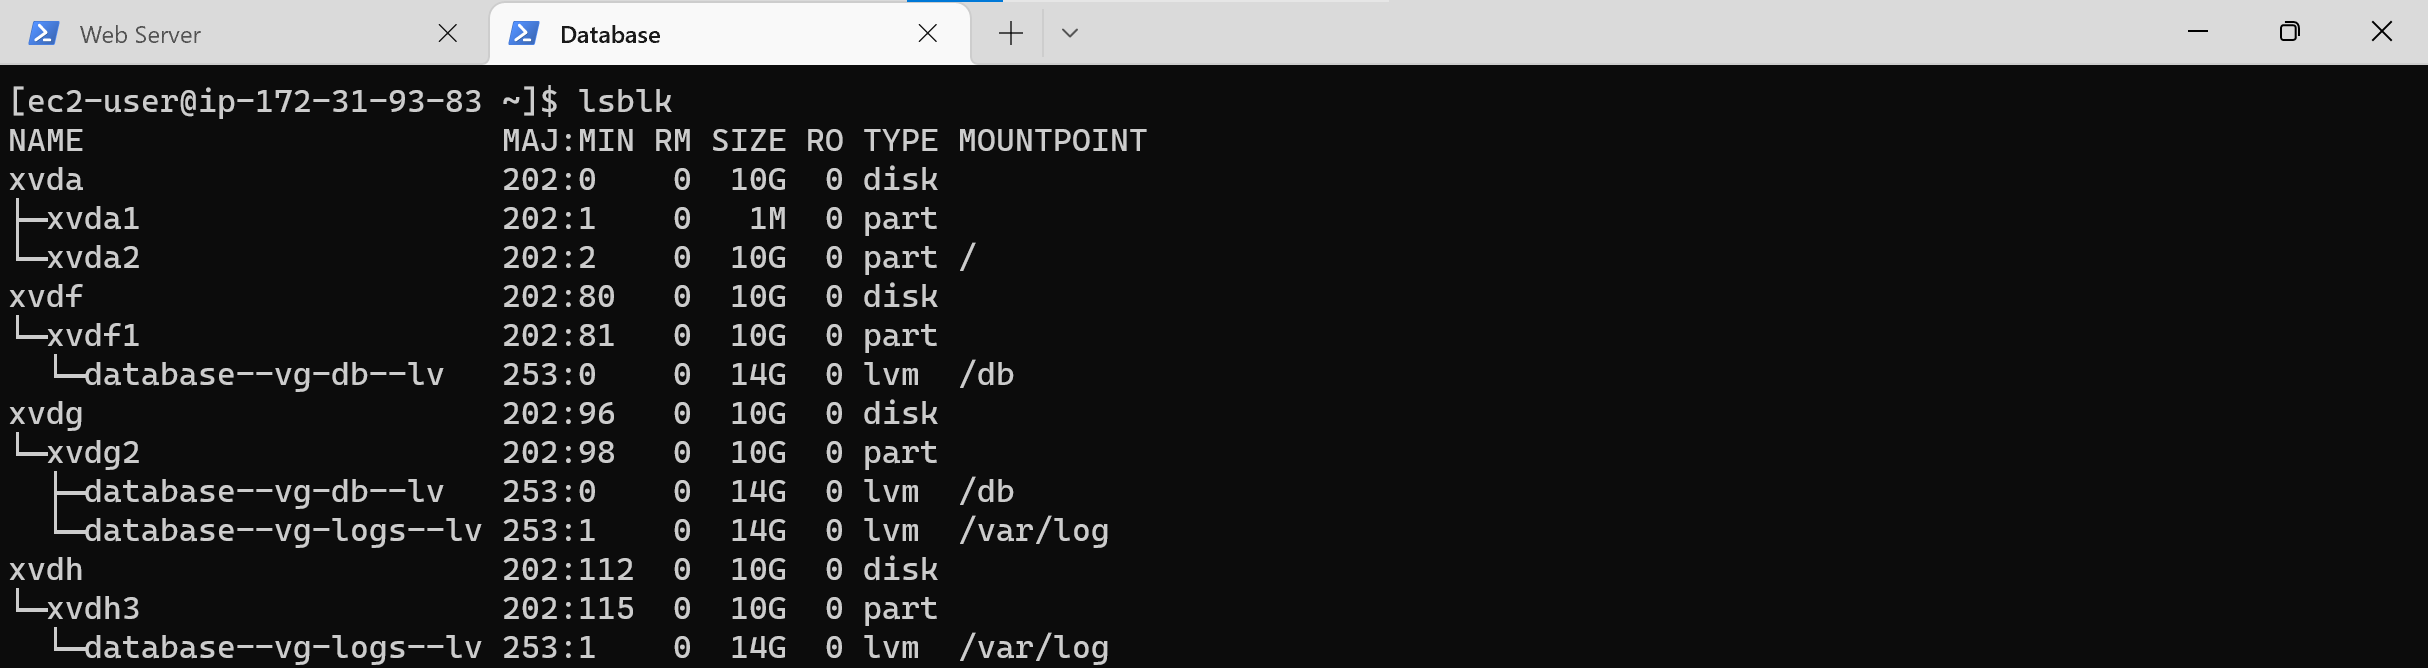 Web Server
Database
[ec2-user@ip-172-31-93-83 ~]$ lsblk
NAME                      MAJ:MIN RM SIZE RO TYPE MOUNTPOINT
xvda                      202:0    0  10G  0 disk
├─xvda1                   202:1    0   1M  0 part
└─xvda2                   202:2    0  10G  0 part /
xvdf                      202:80   0  10G  0 disk
└─xvdf1                   202:81   0  10G  0 part
  └─database--vg-db--lv   253:0    0  14G  0 lvm  /db
xvdg                      202:96   0  10G  0 disk
└─xvdg2                   202:98   0  10G  0 part
  ├─database--vg-db--lv   253:0    0  14G  0 lvm  /db
  └─database--vg-logs--lv 253:1    0  14G  0 lvm  /var/log
xvdh                      202:112  0  10G  0 disk
└─xvdh3                   202:115  0  10G  0 part
  └─database--vg-logs--lv 253:1    0  14G  0 lvm  /var/log